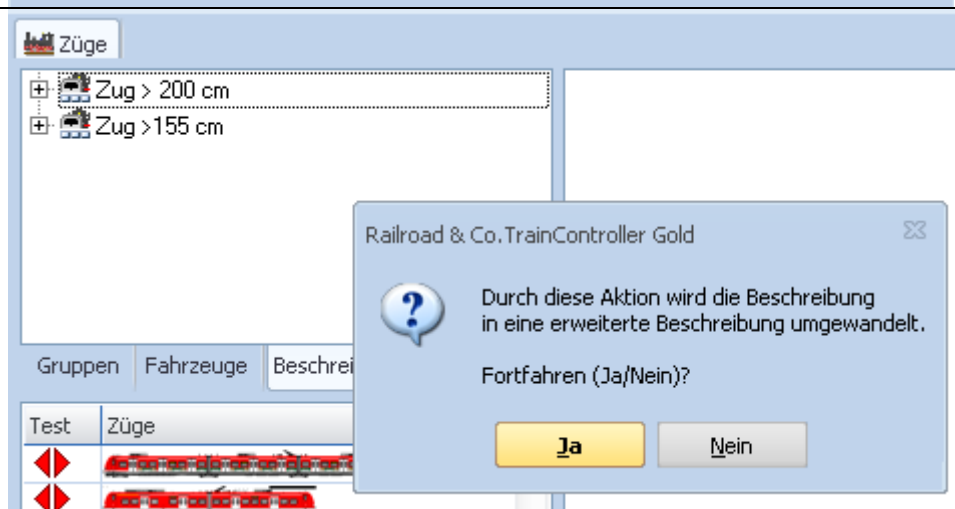 Züge
Zug > 200 cm
Zug >155 cm
Railroad & Co.TrainController Gold
Durch diese Aktion wird die Beschreibung
in eine erweiterte Beschreibung umgewandelt.
Fortfahren (Ja/Nein)?
Ja Nein
Gruppen Fahrzeuge Beschrei
Test Züge